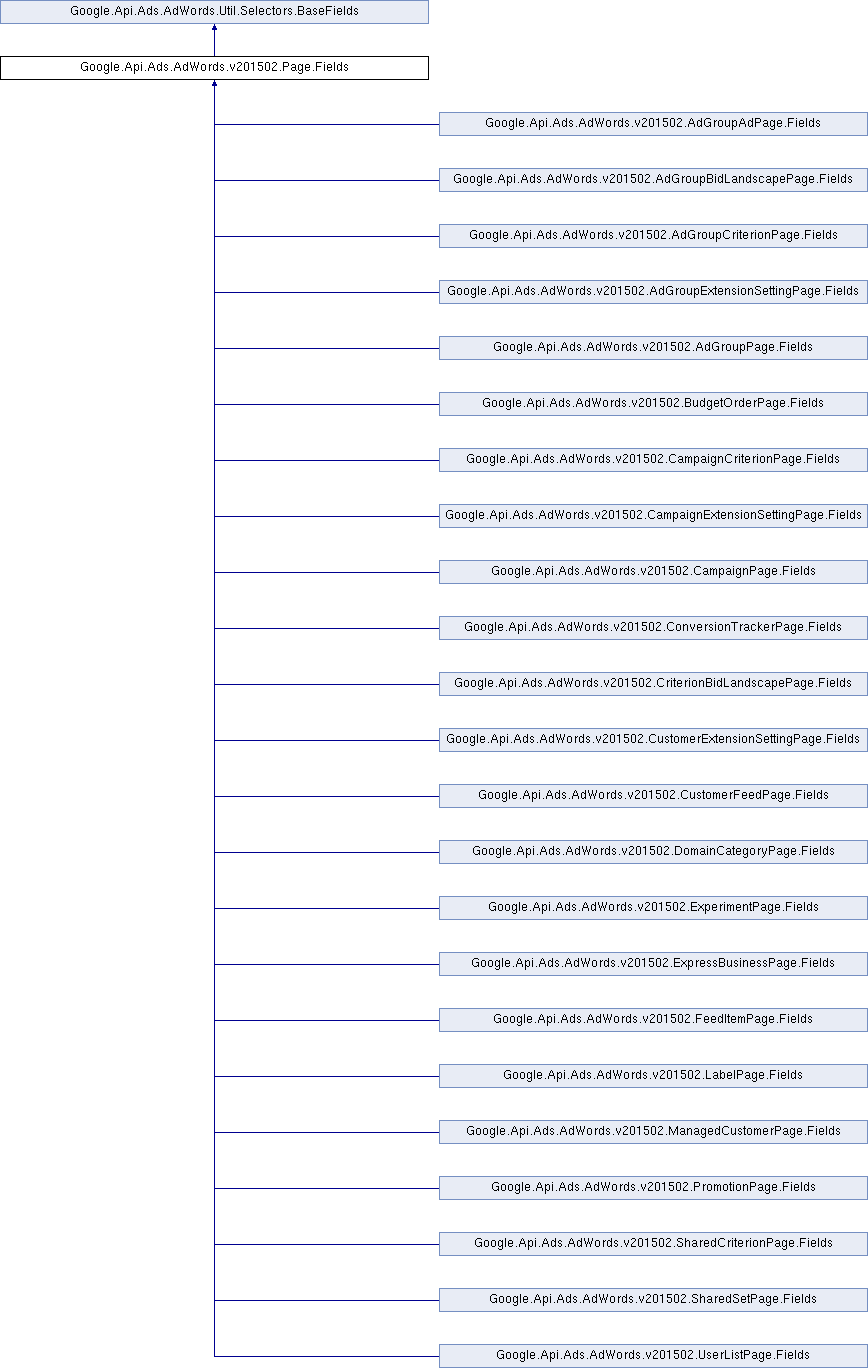 Google.Api.Ads.AdWords.Util.Selectors.BaseFields
Google.Api.Ads.AdWords.v201502.Page.Fields
Google.Api.Ads.AdWords.v201502.AdGroupAdPage.Fields
Google.Api.Ads.AdWords.v201502.AdGroupBidLandscapePage.Fields
Google.Api.Ads.AdWords.v201502.AdGroupCriterionPage.Fields
Google.Api.Ads.AdWords.v201502.AdGroupExtensionSettingPage.Fields
Google.Api.Ads.AdWords.v201502.AdGroupPage.Fields
Google.Api.Ads.AdWords.v201502.BudgetOrderPage.Fields
Google.Api.Ads.AdWords.v201502.CampaignCriterionPage.Fields
Google.Api.Ads.AdWords.v201502.CampaignExtensionSettingPage.Fields
Google.Api.Ads.AdWords.v201502.CampaignPage.Fields
Google.Api.Ads.AdWords.v201502.ConversionTrackerPage.Fields
Google.Api.Ads.AdWords.v201502.CriterionBidLandscapePage.Fields
Google.Api.Ads.AdWords.v201502.CustomerExtensionSettingPage.Fields
Google.Api.Ads.AdWords.v201502.CustomerFeedPage.Fields
Google.Api.Ads.AdWords.v201502.DomainCategoryPage.Fields
Google.Api.Ads.AdWords.v201502.ExperimentPage.Fields
Google.Api.Ads.AdWords.v201502.ExpressBusinessPage.Fields
Google.Api.Ads.AdWords.v201502.FeedItemPage.Fields
Google.Api.Ads.AdWords.v201502.LabelPage.Fields
Google.Api.Ads.AdWords.v201502.ManagedCustomerPage.Fields
Google.Api.Ads.AdWords.v201502.PromotionPage.Fields
Google.Api.Ads.AdWords.v201502.SharedCriterionPage.Fields
Google.Api.Ads.AdWords.v201502.SharedSetPage.Fields
Google.Api.Ads.AdWords.v201502.UserListPage.Fields